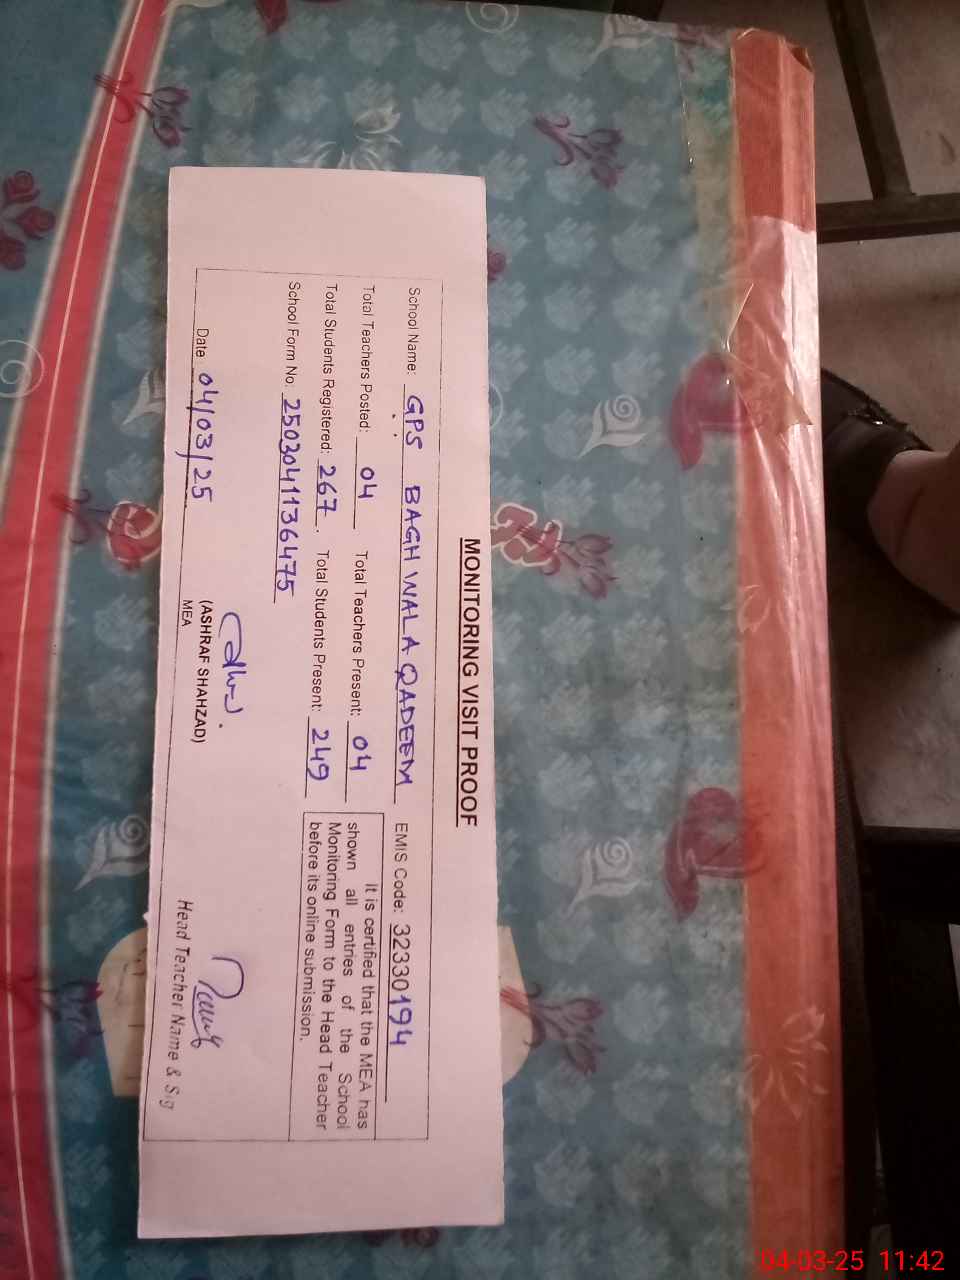 MONITORING VISIT PROOF
School Name: GPS BAGH WALA QADEEM EMIS Code: 32330194
Total Teachers Posted: 04 Total Teachers Present: 04
Total Students Registered: 267. Total Students Present: 249
It is certified that the MEA has
shown all entries of the School
Monitoring Form to the Head Teacher
before its online submission.
School Form No: 2503041136475
Date 04/03/25
(ASHRAF SHAHZAD)
MEA
Head Teacher Name & Sig
04-03-25 11:42